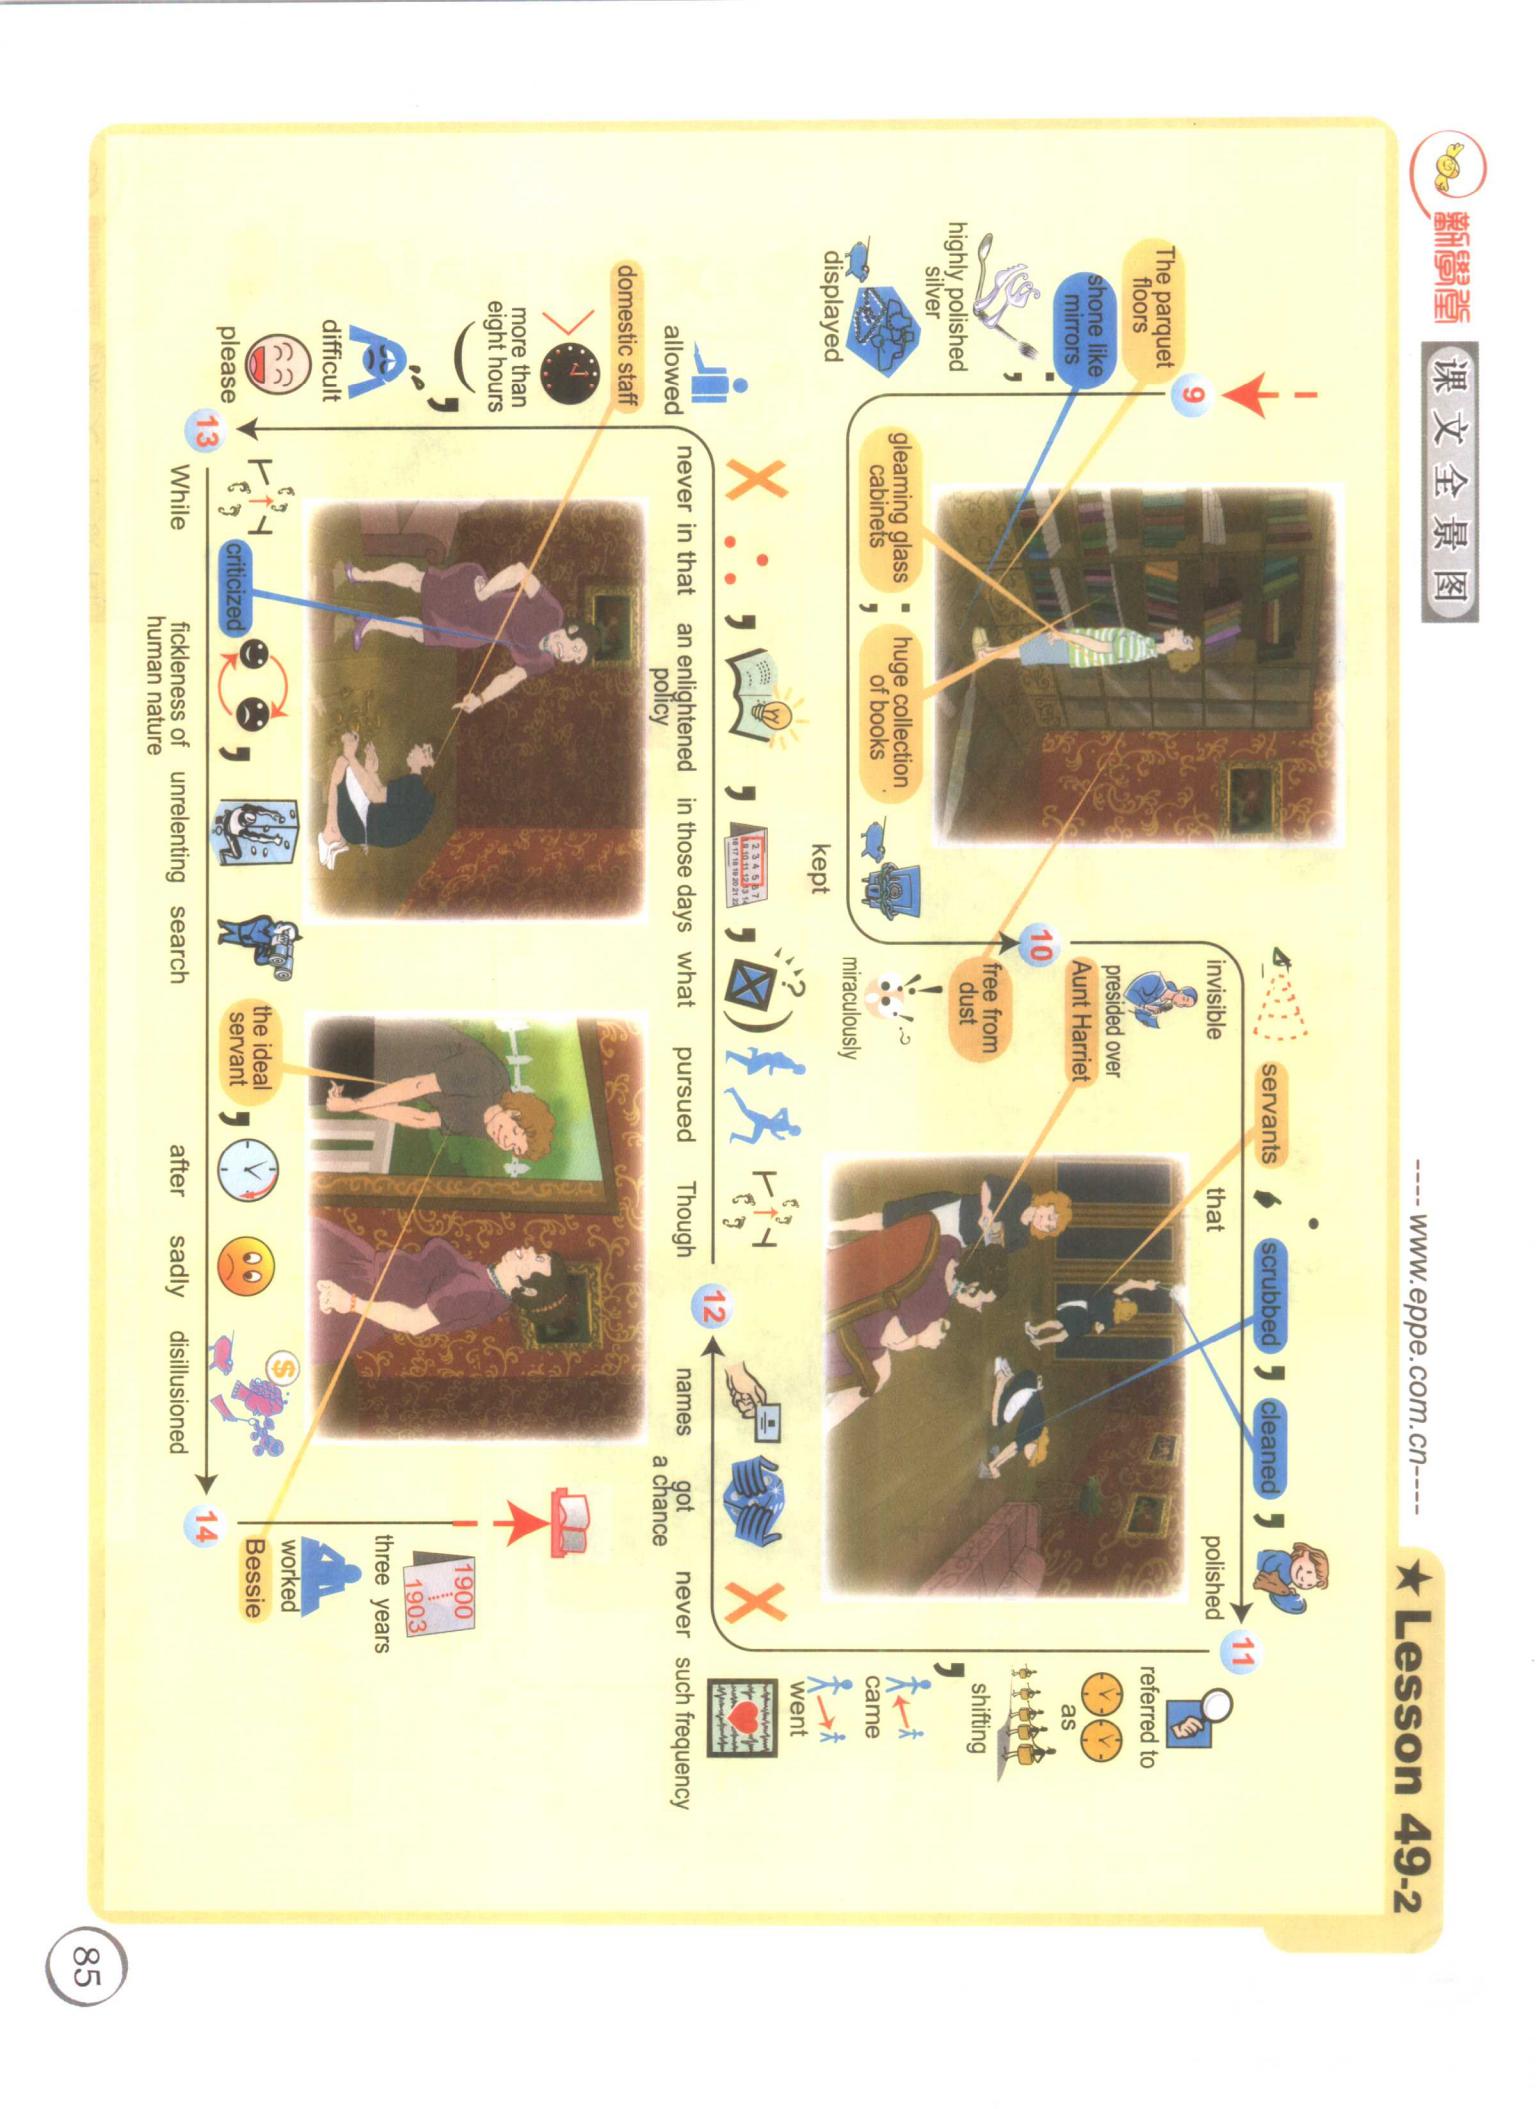 新學堂
课文全景图
---- www.eppe.com.cn----
★ Lesson 49-2
9
The parquet
floors
shone like
mirrors
;
highly polished
silver
displayed
gleaming glass
cabinets
;
huge collection
of books
.
kept
10
miraculously
free from
dust
Aunt Harriet
presided over
invisible
servants
that
scrubbed
,
cleaned
,
polished
11
referred to
as
shifting
,
came
went
such frequency
never
got
a chance
names
12
Though
pursued
what
,
in those days
,
an enlightened
policy
,
never in that
allowed
domestic staff
more than
eight hours
,
difficult
please
13
While
criticized
fickleness of
human nature
,
unrelenting
search
the ideal
servant
,
after
sadly
disillusioned
14
Bessie
worked
three years
1900
1903
85